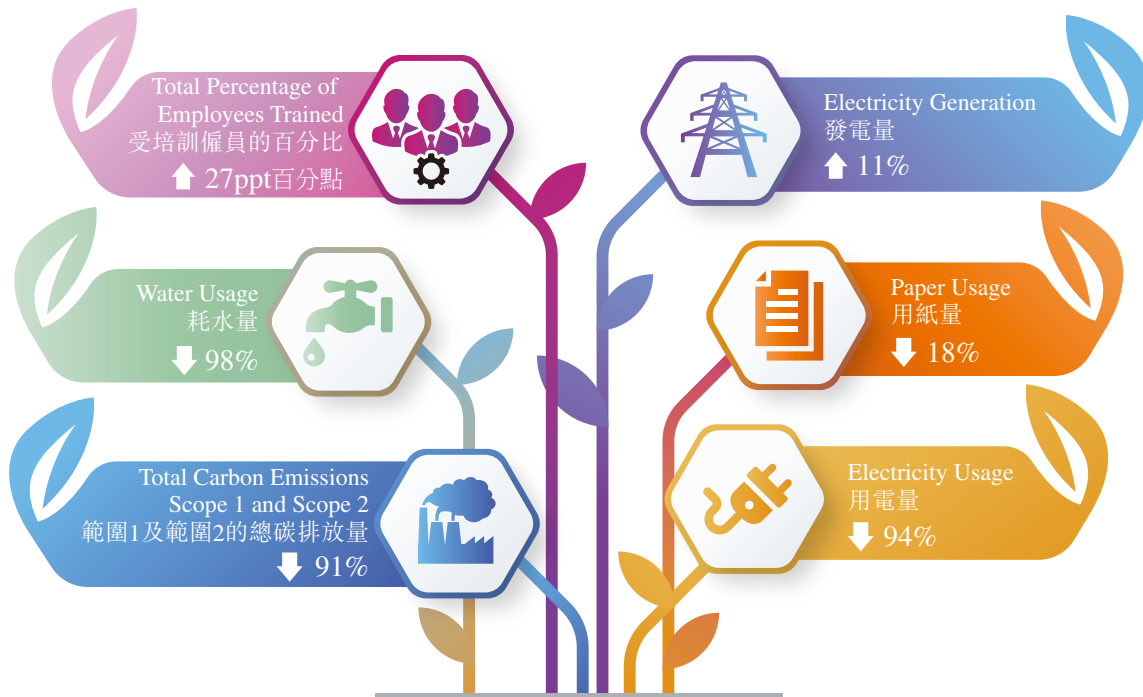 Total Percentage of
Employees Trained
受培訓僱員的百分比
27ppt百分點
Electricity Generation
發電量
11%
Water Usage
耗水量
98%
Paper Usage
用紙量
18%
Total Carbon Emissions
Scope 1 and Scope 2
範圍1及範圍2的總碳排放量
91%
Electricity Usage
用電量
94%